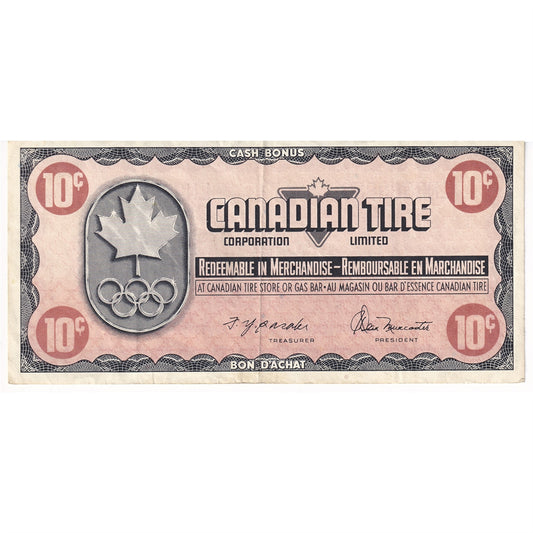 CASH BONUS
10¢ 10¢
CANADIAN TIRE
CORPORATION LIMITED
REDEEMABLE IN MERCHANDISE – REMBOURSABLE EN MARCHANDISE
AT CANADIAN TIRE STORE OR GAS BAR • AU MAGASIN OU BAR D'ESSENCE CANADIAN TIRE
TREASURER PRESIDENT
10¢ 10¢
BON D'ACHAT